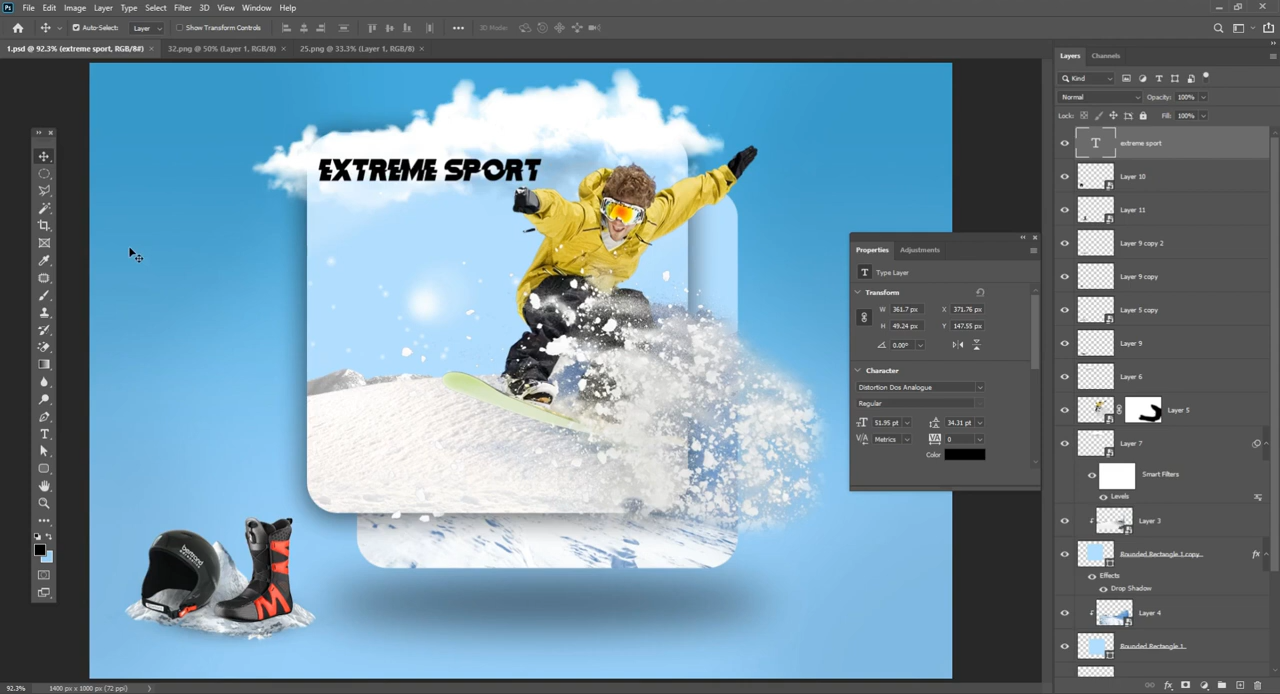 Ps File Edit Image Layer Type Select Filter 3D View Window Help
Auto-Select: Layer Show Transform Controls 3D Mode:
1.psd @ 92.3% (extreme sport, RGB/8#) × 32.png @ 50% (Layer 1, RGB/8) × 25.png @ 33.3% (Layer 1, RGB/8) ×
EXTREME SPORT
bertrand
M
Properties Adjustments
T Type Layer
Transform
W 361.7 px X 371.76 px
H 49.24 px Y 147.55 px
0.00°
Character
Distortion Dos Analogue
Regular
51.95 pt 34.31 pt
Metrics 0
Color
Layers Channels
Kind
Normal Opacity: 100%
Lock: Fill: 100%
T extreme sport
Layer 10
Layer 11
Layer 9 copy 2
Layer 9 copy
Layer 5 copy
Layer 9
Layer 6
Layer 5
Layer 7
Smart Filters
Levels
Layer 3
Rounded Rectangle 1 copy... fx
Effects
Drop Shadow
Layer 4
Rounded Rectangle 1
92.3% 1400 px x 1000 px (72 ppi)